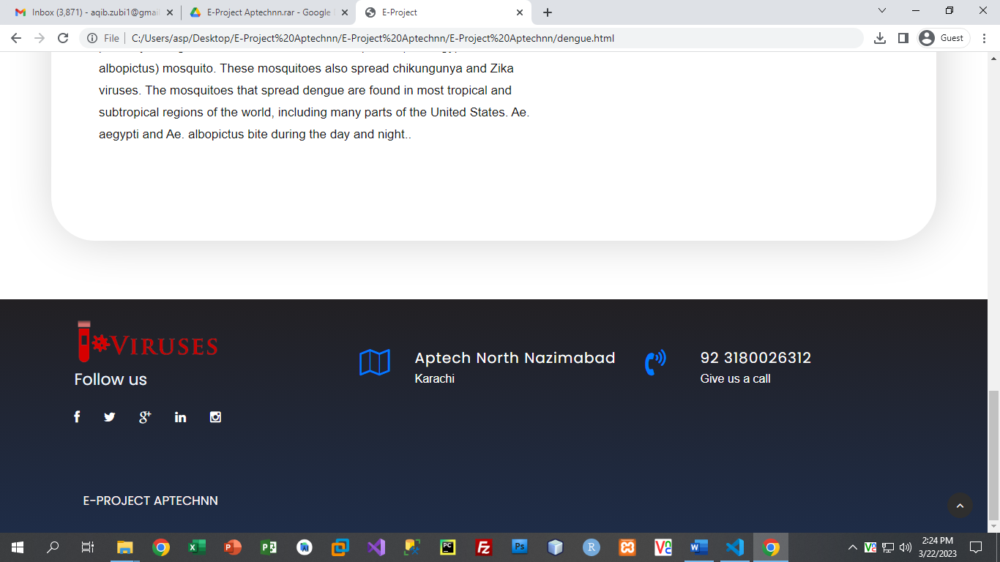 Inbox (3,871) - aqib.zubi1@gmai
E-Project Aptechnn.rar - Google
E-Project
File
C:/Users/asp/Desktop/E-Project%20Aptechnn/E-Project%20Aptechnn/E-Project%20Aptechnn/dengue.html
Guest
albopictus) mosquito. These mosquitoes also spread chikungunya and Zika
viruses. The mosquitoes that spread dengue are found in most tropical and
subtropical regions of the world, including many parts of the United States. Ae.
aegypti and Ae. albopictus bite during the day and night..
VIRUSES
Follow us
Aptech North Nazimabad
Karachi
92 3180026312
Give us a call
E-PROJECT APTECHNN
2:24 PM
3/22/2023